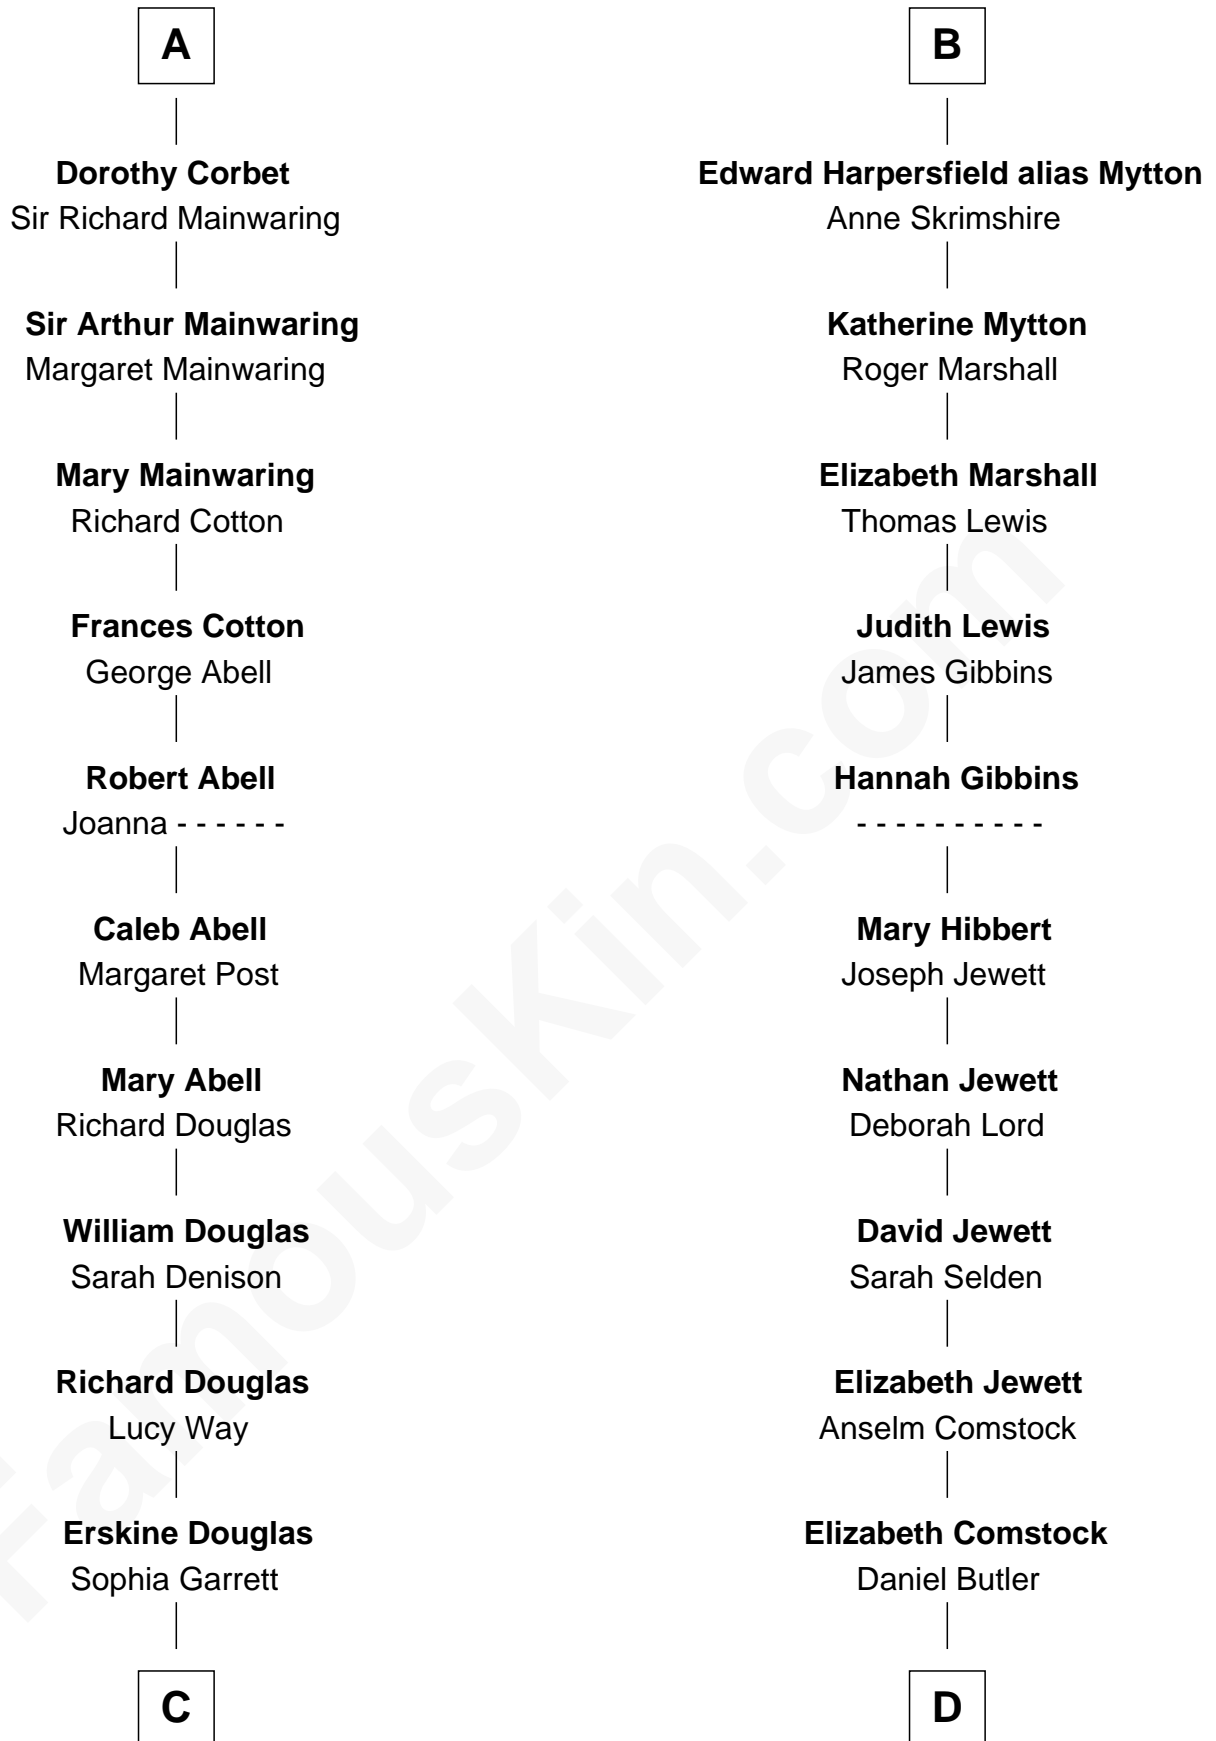 A
Dorothy Corbet
Sir Richard Mainwaring
Sir Arthur Mainwaring
Margaret Mainwaring
Mary Mainwaring
Richard Cotton
Frances Cotton
George Abell
Robert Abell
Joanna - - - - - -
Caleb Abell
Margaret Post
Mary Abell
Richard Douglas
William Douglas
Sarah Denison
Richard Douglas
Lucy Way
Erskine Douglas
Sophia Garrett
C
B
Edward Harpersfield alias Mytton
Anne Skrimshire
Katherine Mytton
Roger Marshall
Elizabeth Marshall
Thomas Lewis
Judith Lewis
James Gibbins
Hannah Gibbins
- - - - - - - - - -
Mary Hibbert
Joseph Jewett
Nathan Jewett
Deborah Lord
David Jewett
Sarah Selden
Elizabeth Jewett
Anselm Comstock
Elizabeth Comstock
Daniel Butler
D
FamousKin.com